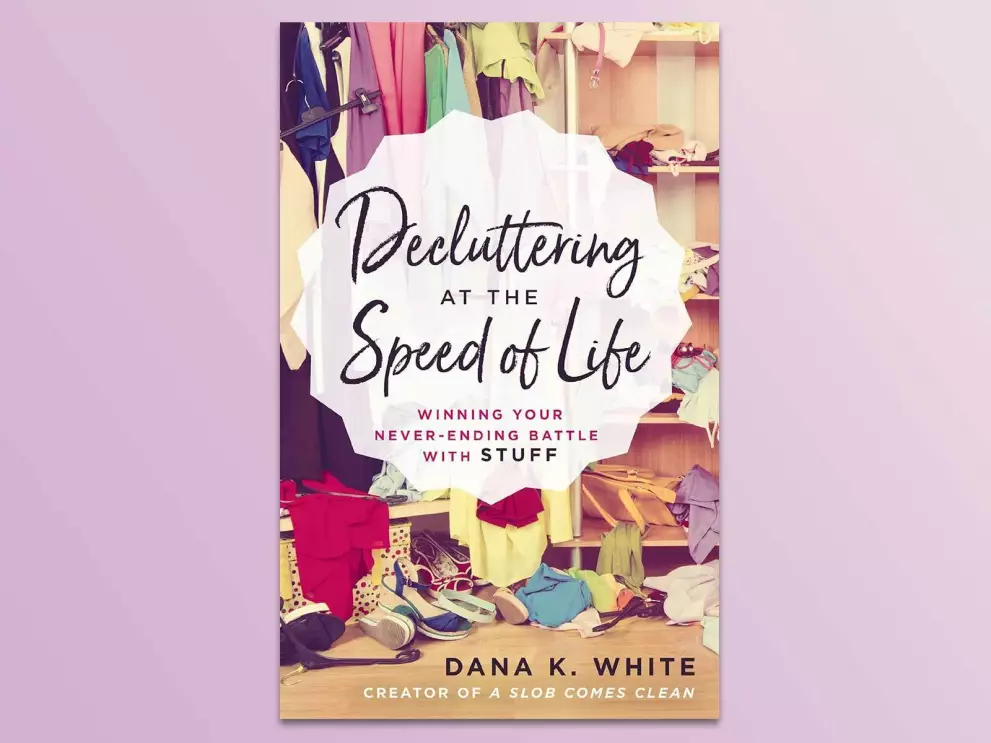 Decluttering
AT THE
Speed of Life
WINNING YOUR
NEVER-ENDING BATTLE
WITH STUFF
DANA K. WHITE
CREATOR OF A SLOB COMES CLEAN